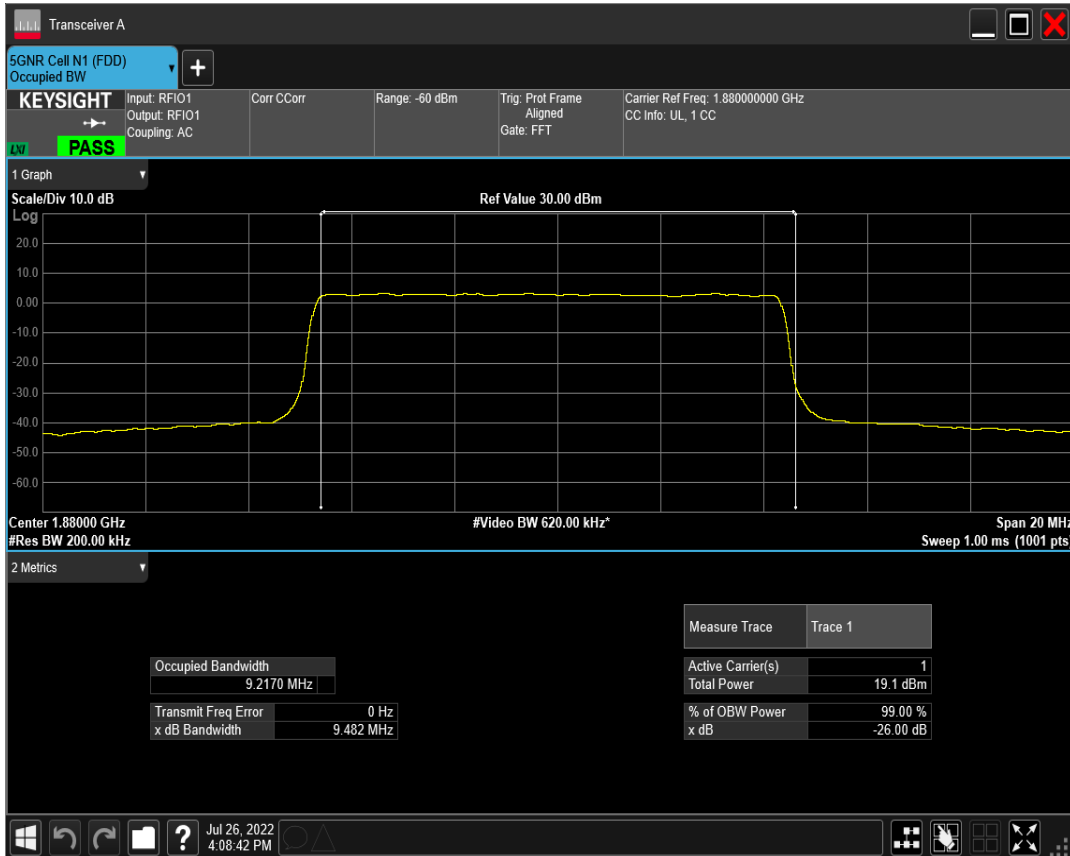 Transceiver A
5GNR Cell N1 (FDD)
Occupied BW
+
KEYSIGHT
LXI
PASS
Input: RFIO1
Output: RFIO1
Coupling: AC
Corr CCorr
Range: -60 dBm
Trig: Prot Frame
Aligned
Gate: FFT
Carrier Ref Freq: 1.880000000 GHz
CC Info: UL, 1 CC
1 Graph
Scale/Div 10.0 dB
Ref Value 30.00 dBm
Log
20.0
10.0
0.00
-10.0
-20.0
-30.0
-40.0
-50.0
-60.0
Center 1.88000 GHz
#Video BW 620.00 kHz*
Span 20 MHz
#Res BW 200.00 kHz
Sweep 1.00 ms (1001 pts)
2 Metrics
Measure Trace Trace 1
Occupied Bandwidth
9.2170 MHz
Active Carrier(s) 1
Total Power 19.1 dBm
Transmit Freq Error 0 Hz
x dB Bandwidth 9.482 MHz
% of OBW Power 99.00 %
x dB -26.00 dB
?
Jul 26, 2022
4:08:42 PM